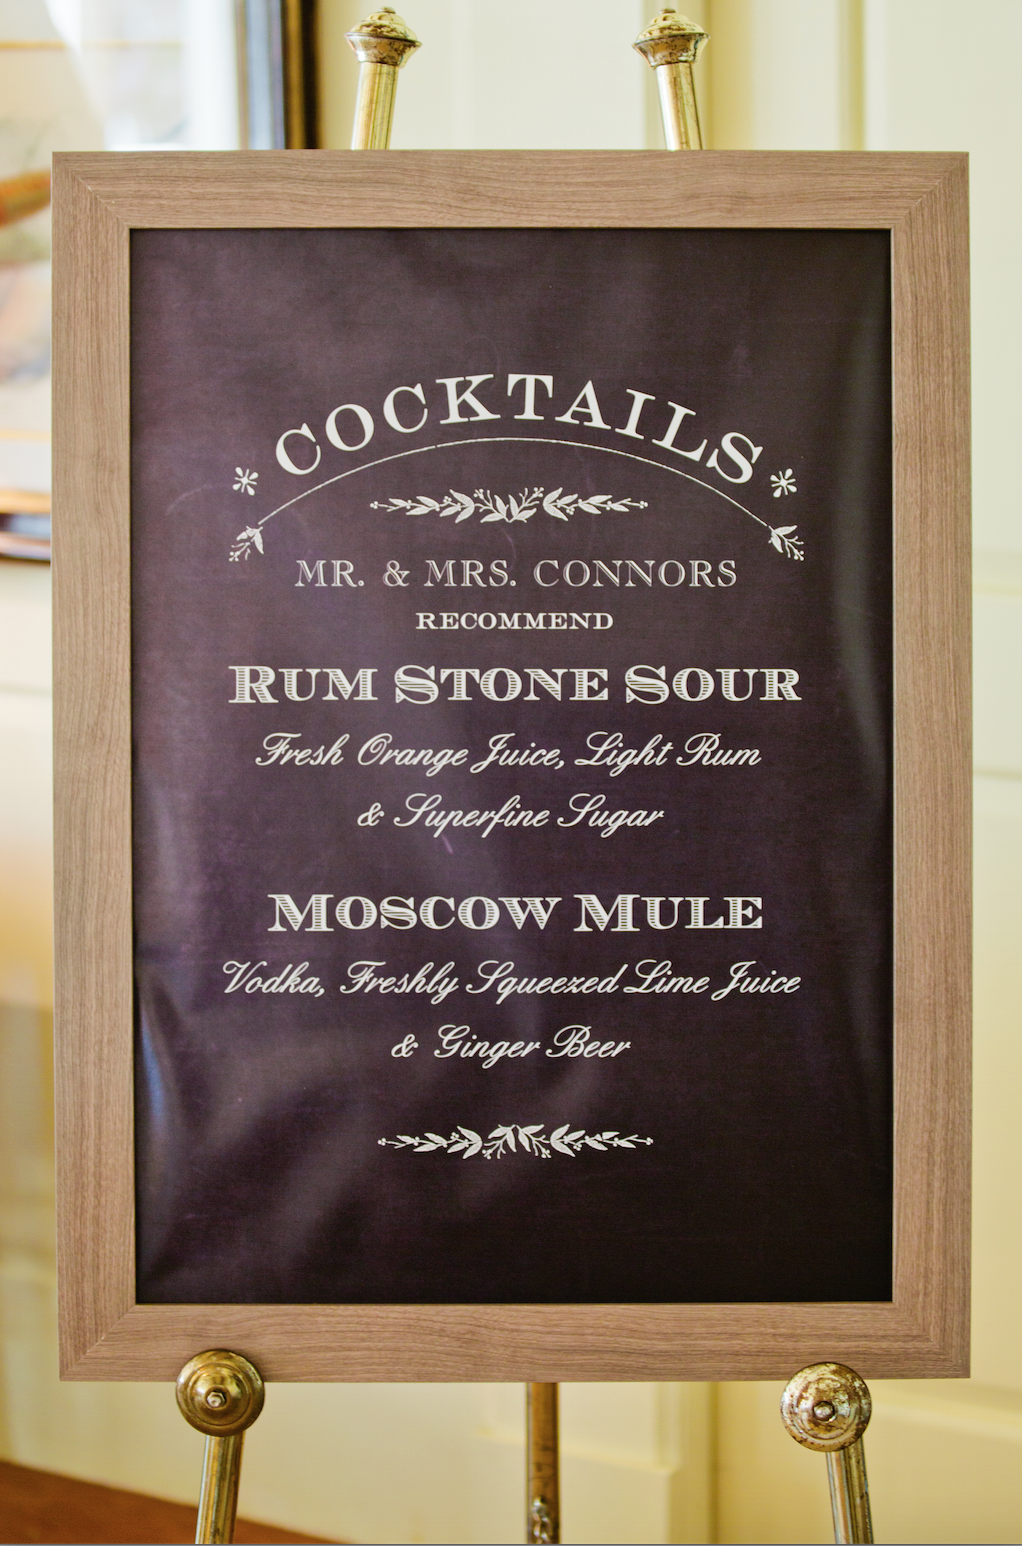 COCKTAILS
MR. & MRS. CONNORS
RECOMMEND
RUM STONE SOUR
Fresh Orange Juice, Light Rum
& Superfine Sugar
MOSCOW MULE
Vodka, Freshly Squeezed Lime Juice
& Ginger Beer